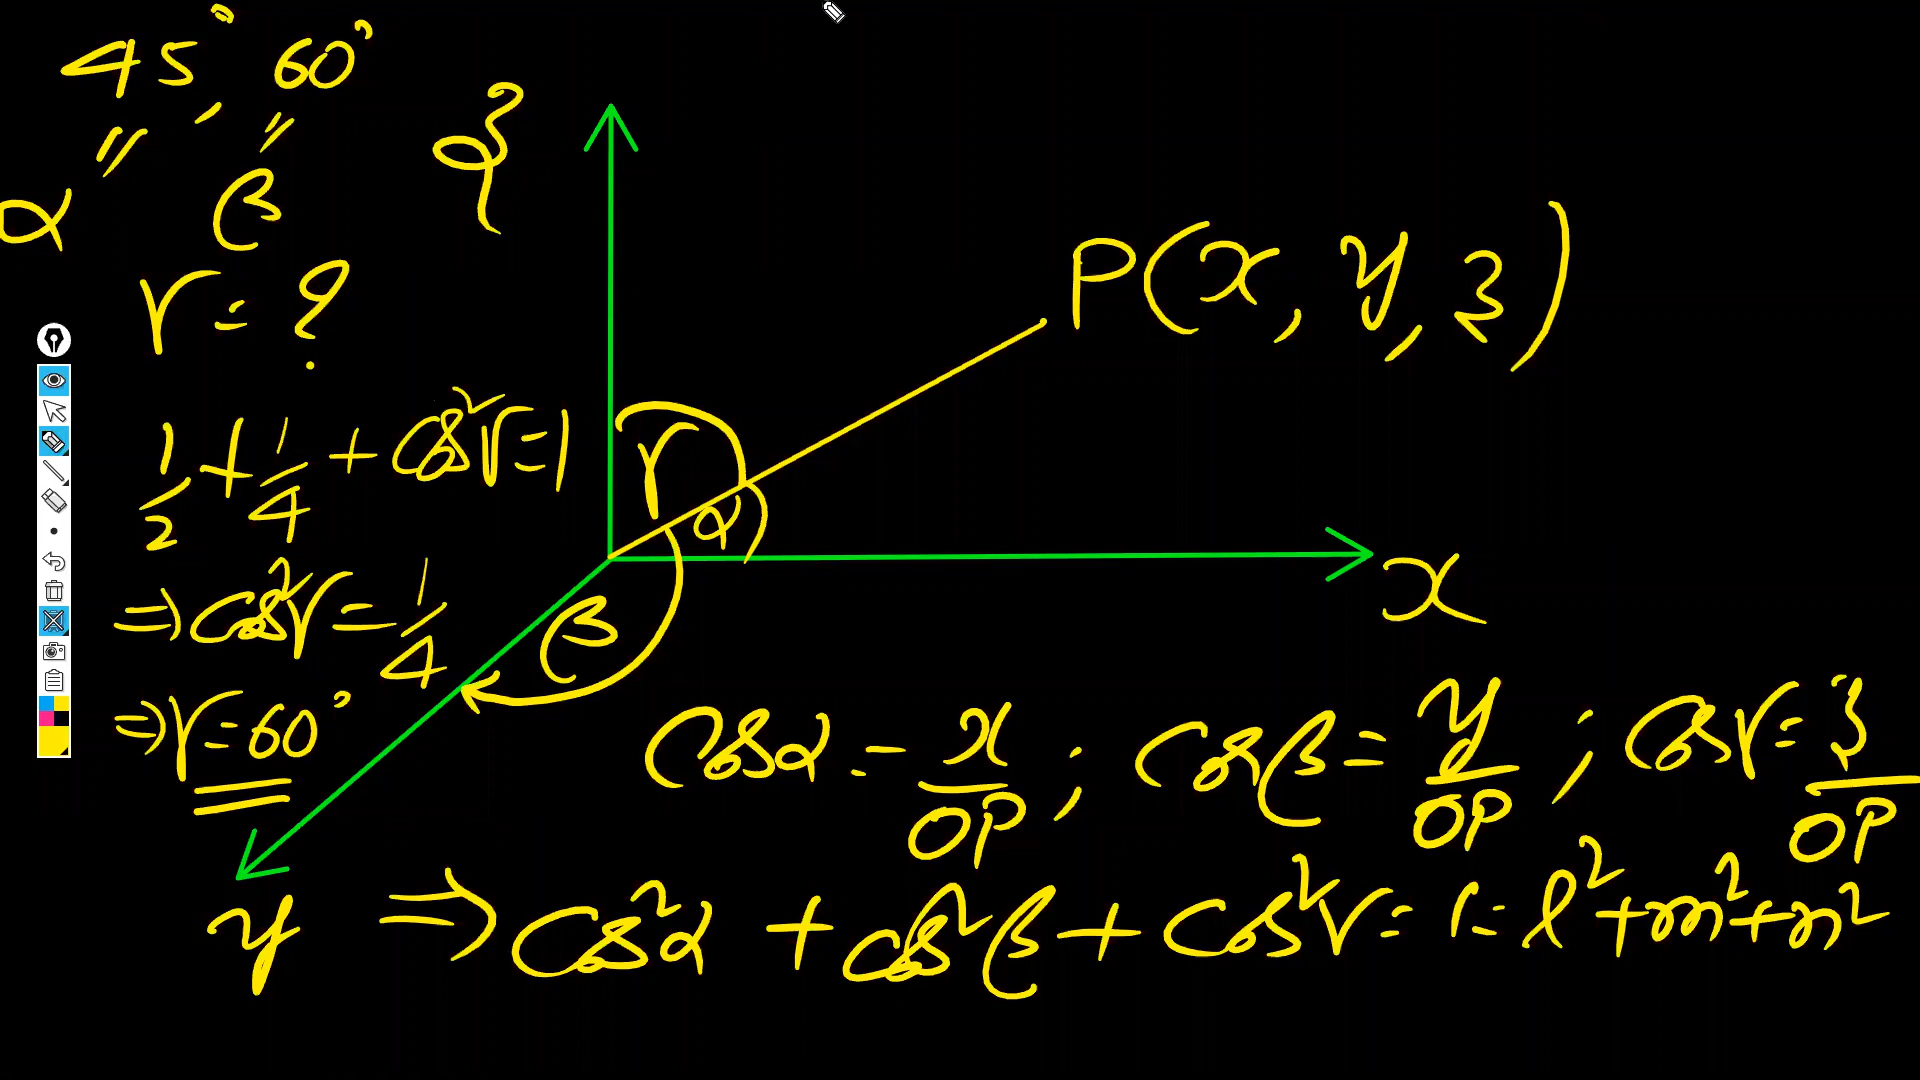 45°, 60°
" "
α β
γ = ?
1/2 + 1/4 + cos²γ = 1
⇒ cos²γ = 1/4
⇒ γ = 60°
z
P(x, y, z)
γ
α
β
x
y
cosα = x/OP ; cosβ = y/OP ; cosγ = z/OP
⇒ cos²α + cos²β + cos²γ = 1 = l² + m² + n²